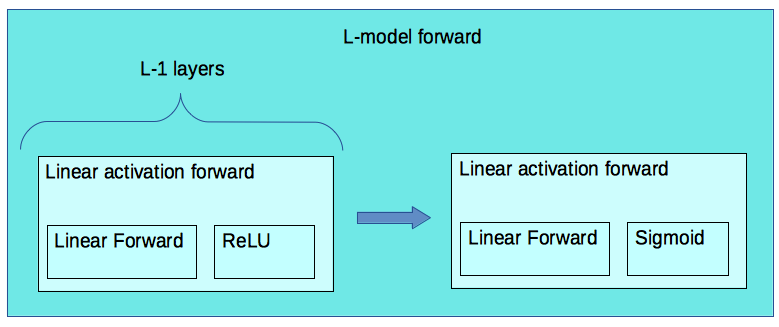 L-model forward
L-1 layers
Linear activation forward
Linear Forward
ReLU
Linear activation forward
Linear Forward
Sigmoid